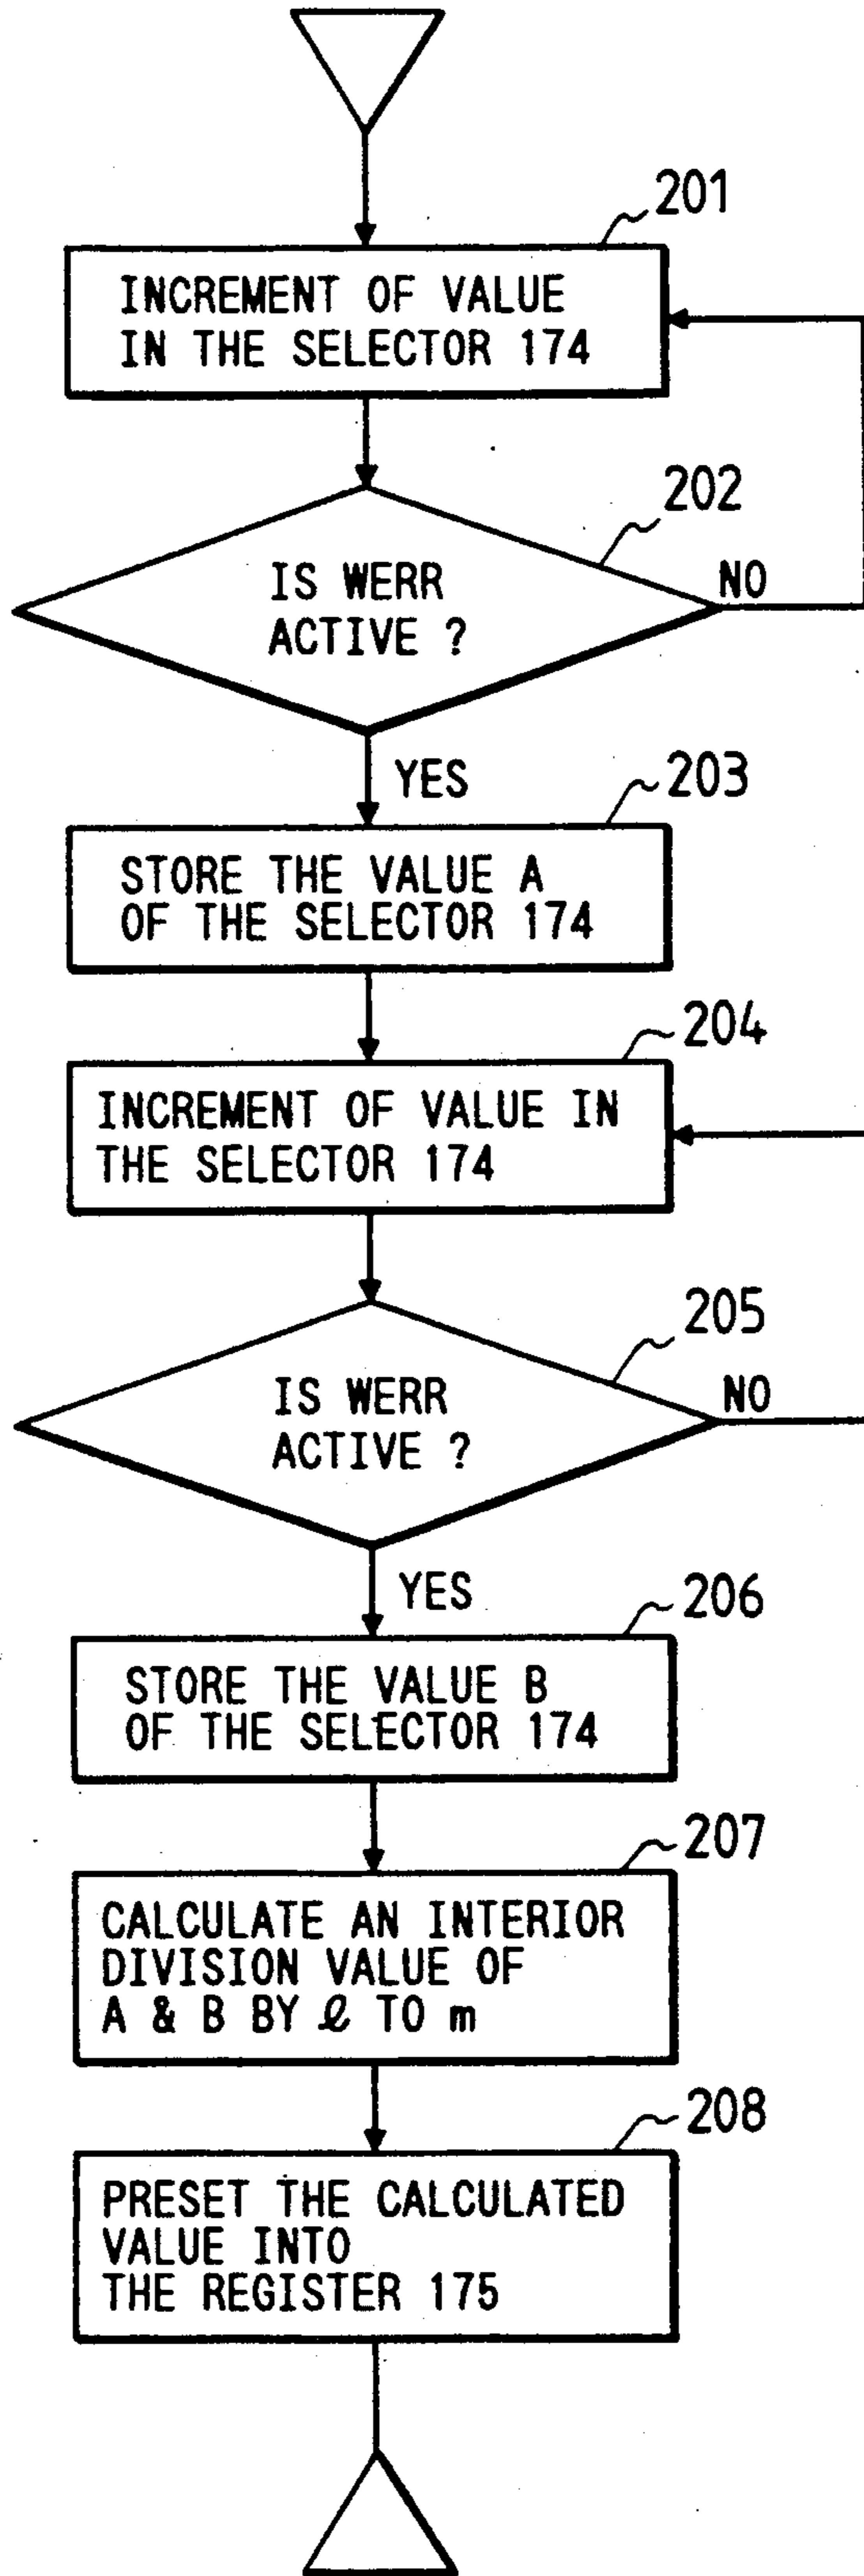 201
INCREMENT OF VALUE
IN THE SELECTOR 174
202
IS WERR
ACTIVE ?
NO
YES
203
STORE THE VALUE A
OF THE SELECTOR 174
204
INCREMENT OF VALUE IN
THE SELECTOR 174
205
IS WERR
ACTIVE ?
NO
YES
206
STORE THE VALUE B
OF THE SELECTOR 174
207
CALCULATE AN INTERIOR
DIVISION VALUE OF
A & B BY ℓ TO m
208
PRESET THE CALCULATED
VALUE INTO
THE REGISTER 175